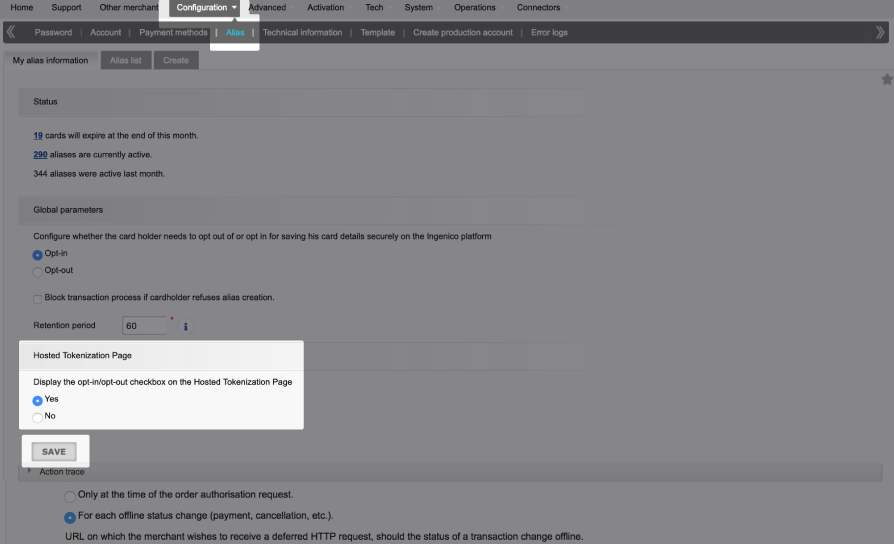 Home Support Other merchant Configuration Advanced Activation Tech System Operations Connectors
Password | Account | Payment methods | Alias | Technical information | Template | Create production account | Error logs
My alias information Alias list Create
Status
19 cards will expire at the end of this month.
290 aliases are currently active.
344 aliases were active last month.
Global parameters
Configure whether the card holder needs to opt out of or opt in for saving his card details securely on the Ingenico platform
Opt-in
Opt-out
Block transaction process if cardholder refuses alias creation.
Retention period 60 * i
Hosted Tokenization Page
Display the opt-in/opt-out checkbox on the Hosted Tokenization Page
Yes
No
SAVE
Action trace
Only at the time of the order authorisation request.
For each offline status change (payment, cancellation, etc.).
URL on which the merchant wishes to receive a deferred HTTP request, should the status of a transaction change offline.